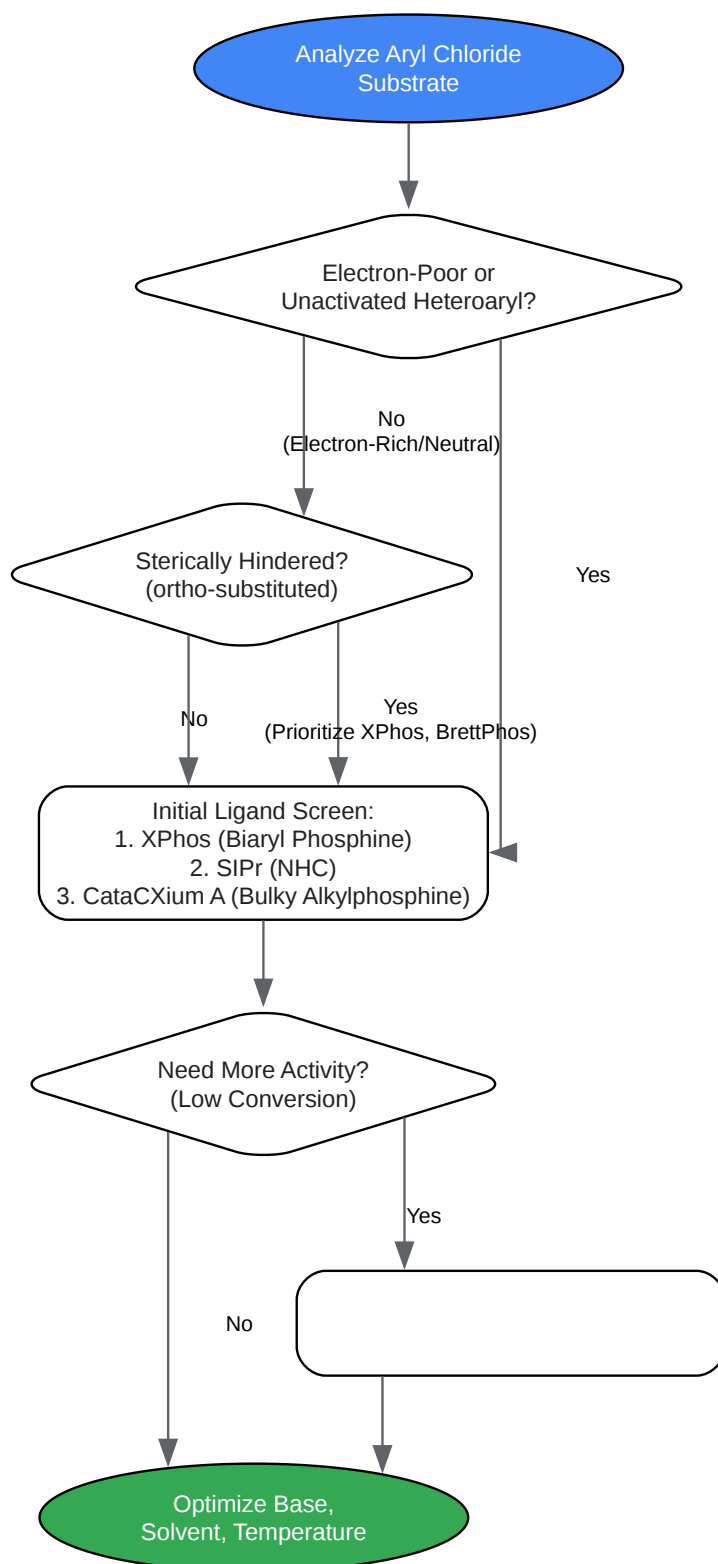 Analyze Aryl Chloride
Substrate
Electron-Poor or
Unactivated Heteroaryl?
No
(Electron-Rich/Neutral)
Sterically Hindered?
(ortho-substituted)
Yes
No
Yes
(Prioritize XPhos, BrettPhos)
Initial Ligand Screen:
1. XPhos (Biaryl Phosphine)
2. SIPr (NHC)
3. CataCXium A (Bulky Alkylphosphine)
Need More Activity?
(Low Conversion)
Yes
No
Optimize Base,
Solvent, Temperature